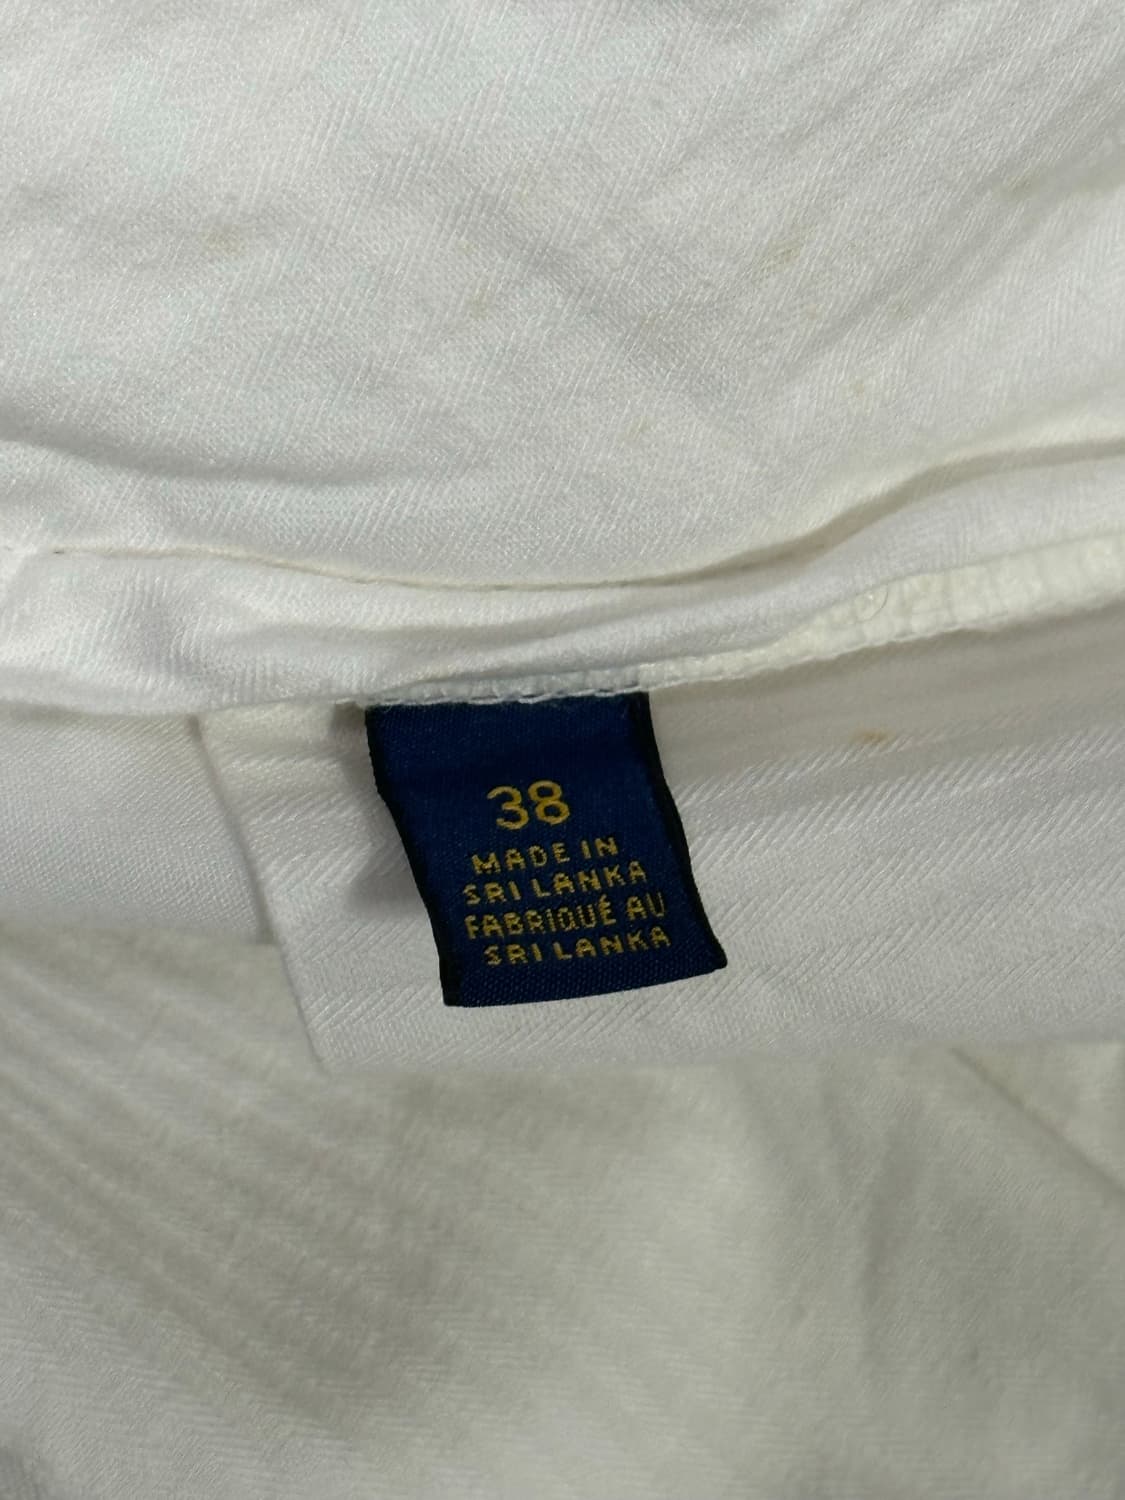 38
MADE IN
SRI LANKA
FABRIQUÉ AU
SRI LANKA